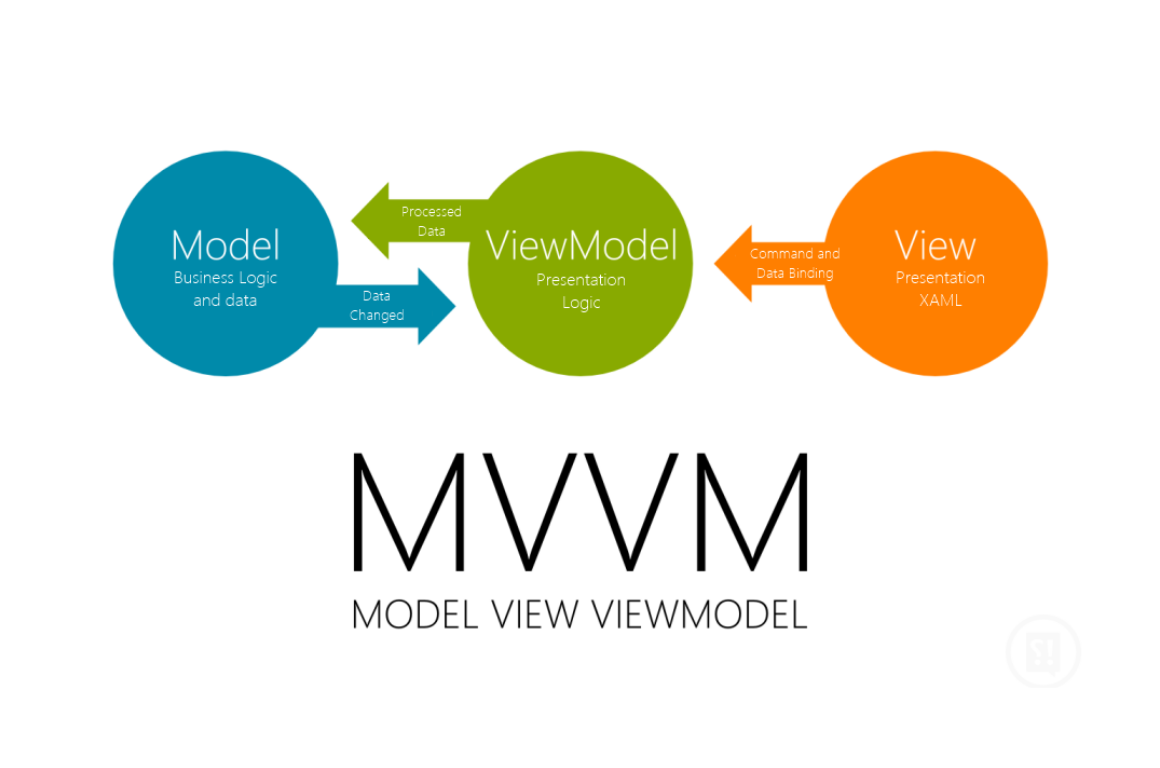 Model
Business Logic
and data
Processed
Data
Data
Changed
ViewModel
Presentation
Logic
Command and
Data Binding
View
Presentation
XAML
MVVM
MODEL VIEW VIEWMODEL